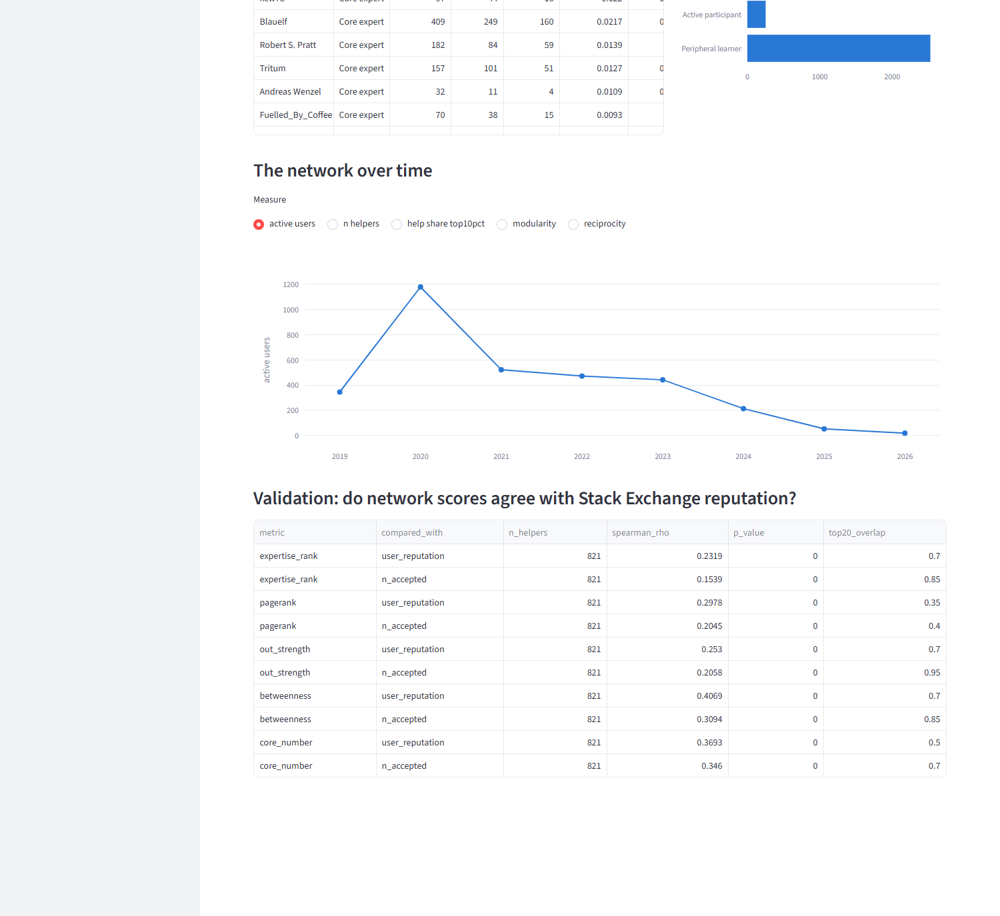 Blauelf Core expert 409 249 160 0.0217 0
Robert S. Pratt Core expert 182 84 59 0.0139
Tritum Core expert 157 101 51 0.0127 0
Andreas Wenzel Core expert 32 11 4 0.0109 0
Fuelled_By_Coffee Core expert 70 38 15 0.0093
Active participant
Peripheral learner
0 1000 2000
The network over time
Measure
active users n helpers help share top10pct modularity reciprocity
active users
1200
1000
800
600
400
200
0
2019 2020 2021 2022 2023 2024 2025 2026
Validation: do network scores agree with Stack Exchange reputation?
metric compared_with n_helpers spearman_rho p_value top20_overlap
expertise_rank user_reputation 821 0.2319 0 0.7
expertise_rank n_accepted 821 0.1539 0 0.85
pagerank user_reputation 821 0.2978 0 0.35
pagerank n_accepted 821 0.2045 0 0.4
out_strength user_reputation 821 0.253 0 0.7
out_strength n_accepted 821 0.2058 0 0.95
betweenness user_reputation 821 0.4069 0 0.7
betweenness n_accepted 821 0.3094 0 0.85
core_number user_reputation 821 0.3693 0 0.5
core_number n_accepted 821 0.346 0 0.7